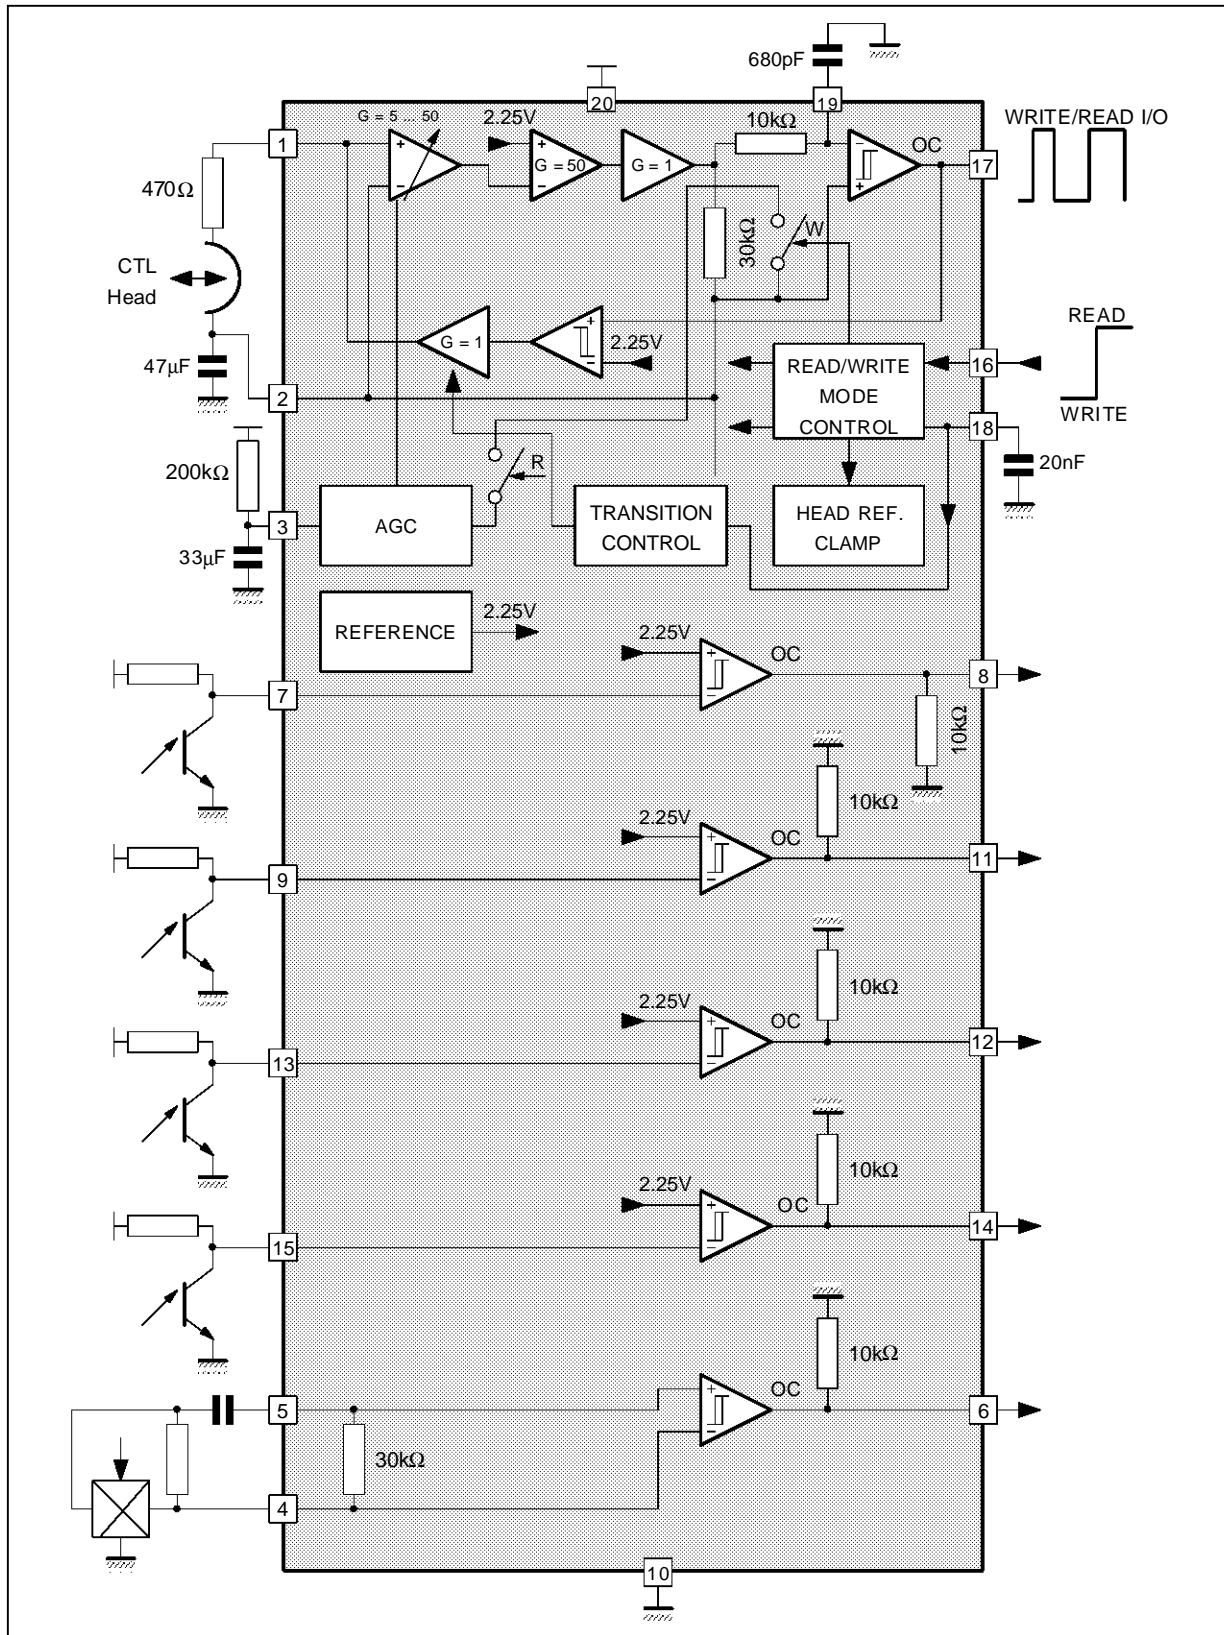 680pF
20
19
G = 5 ... 50
2.25V
10kΩ
WRITE/READ I/O
1
+
−
+
G = 50
−
G = 1
−
+
OC
17
470Ω
30kΩ
W
CTL
Head
READ
G = 1
+
−
2.25V
READ/WRITE
MODE
CONTROL
16
47µF
2
WRITE
18
200kΩ
R
20nF
3
AGC
TRANSITION
CONTROL
HEAD REF.
CLAMP
33µF
REFERENCE
2.25V
2.25V
+
−
OC
8
7
10kΩ
10kΩ
2.25V
+
−
OC
11
9
10kΩ
2.25V
+
−
OC
12
13
10kΩ
2.25V
+
−
OC
14
15
10kΩ
5
+
−
OC
6
30kΩ
4
10